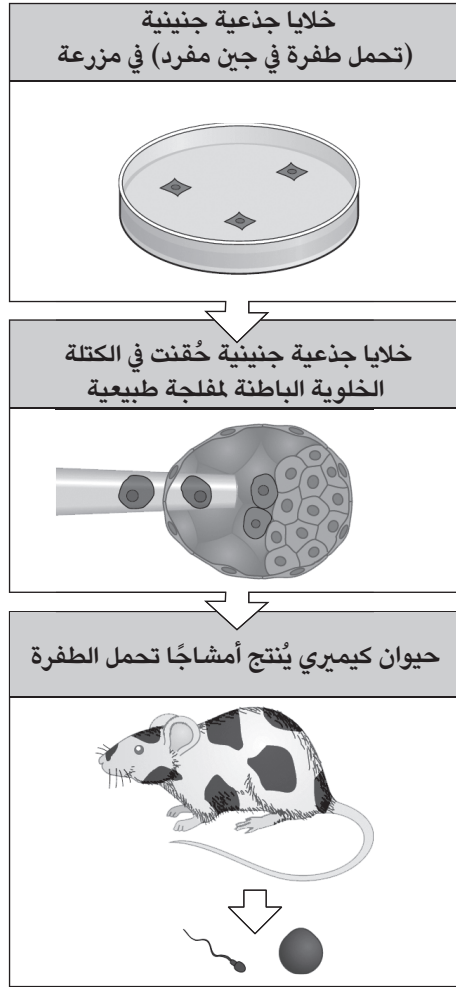 خلايا جذعية جنينية
(تحمل طفرة في جين مفرد) في مزرعة
خلايا جذعية جنينية حُقنت في الكتلة
الخلوية الباطنة لمفلجة طبيعية
حيوان كيميري يُنتج أمشاجًا تحمل الطفرة